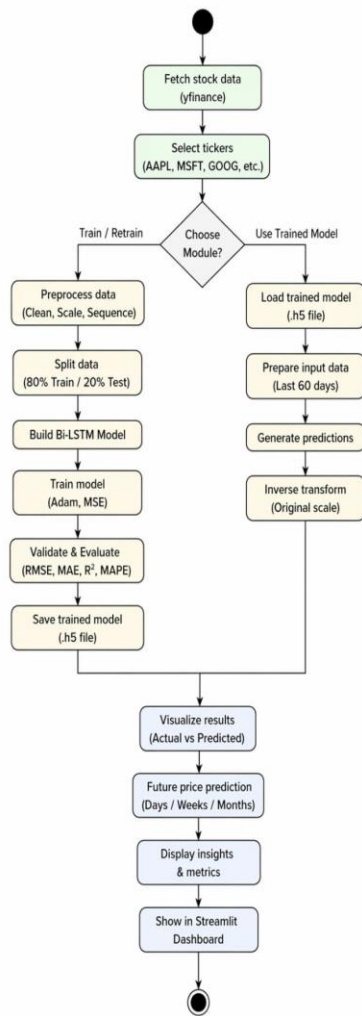 Fetch stock data
(yfinance)
Select tickers
(AAPL, MSFT, GOOG, etc.)
Choose
Module?
Train / Retrain
Preprocess data
(Clean, Scale, Sequence)
Split data
(80% Train / 20% Test)
Build Bi-LSTM Model
Train model
(Adam, MSE)
Validate & Evaluate
(RMSE, MAE, R², MAPE)
Save trained model
(.h5 file)
Use Trained Model
Load trained model
(.h5 file)
Prepare input data
(Last 60 days)
Generate predictions
Inverse transform
(Original scale)
Visualize results
(Actual vs Predicted)
Future price prediction
(Days / Weeks / Months)
Display insights
& metrics
Show in Streamlit
Dashboard